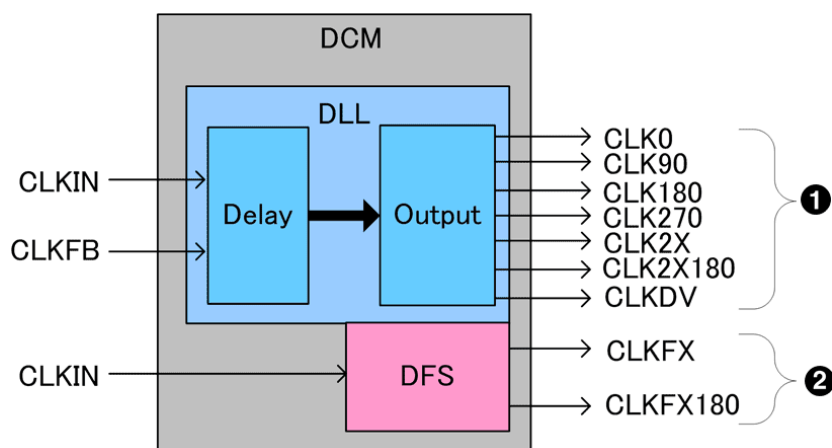 DCM
DLL
CLKIN
CLKFB
Delay
Output
CLK0
CLK90
CLK180
CLK270
CLK2X
CLK2X180
CLKDV
❶
CLKIN
DFS
CLKFX
CLKFX180
❷